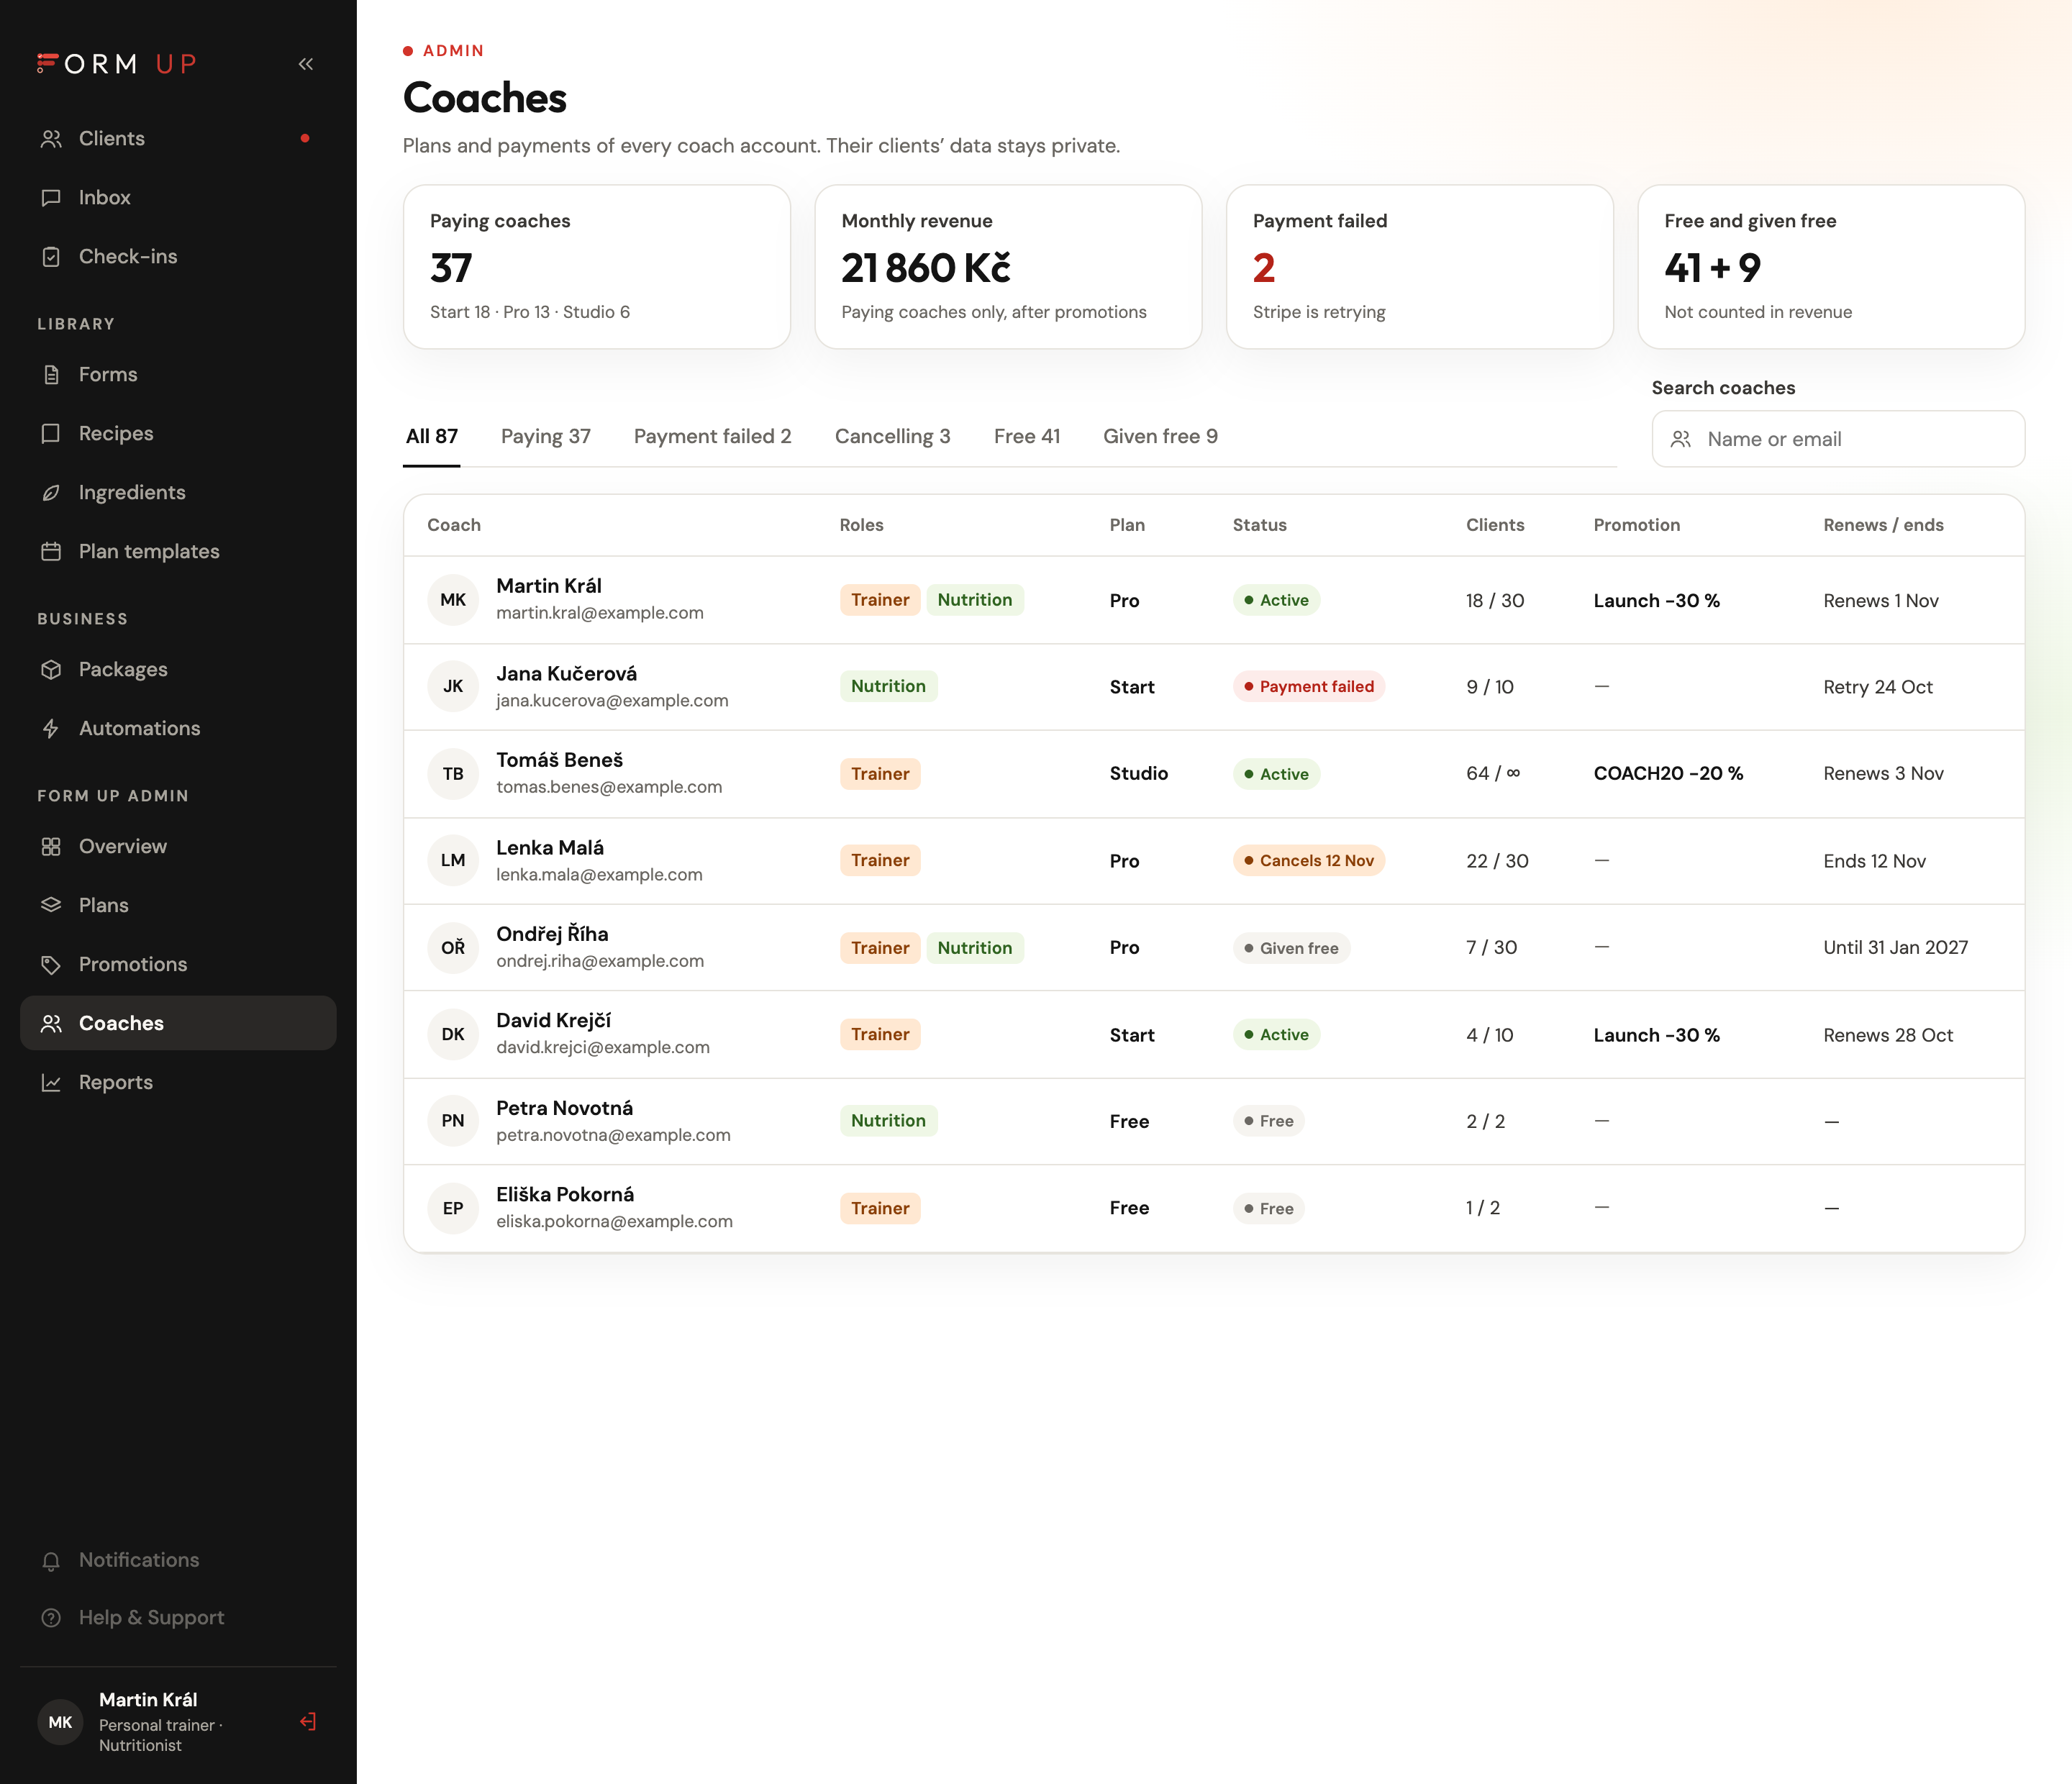 FORM UP
Clients
Inbox
Check-ins
LIBRARY
Forms
Recipes
Ingredients
Plan templates
BUSINESS
Packages
Automations
FORM UP ADMIN
Overview
Plans
Promotions
Coaches
Reports
Notifications
Help & Support
MK
Martin Král
Personal trainer ·
Nutritionist
ADMIN
Coaches
Plans and payments of every coach account. Their clients’ data stays private.
Paying coaches
37
Start 18 · Pro 13 · Studio 6
Monthly revenue
21 860 Kč
Paying coaches only, after promotions
Payment failed
2
Stripe is retrying
Free and given free
41 + 9
Not counted in revenue
All 87 Paying 37 Payment failed 2 Cancelling 3 Free 41 Given free 9
Search coaches
Name or email
Coach Roles Plan Status Clients Promotion Renews / ends
MK Martin Král Trainer Nutrition Pro Active 18 / 30 Launch −30 % Renews 1 Nov
martin.kral@example.com
JK Jana Kučerová Nutrition Start Payment failed 9 / 10 — Retry 24 Oct
jana.kucerova@example.com
TB Tomáš Beneš Trainer Studio Active 64 / ∞ COACH20 −20 % Renews 3 Nov
tomas.benes@example.com
LM Lenka Malá Trainer Pro Cancels 12 Nov 22 / 30 — Ends 12 Nov
lenka.mala@example.com
OŘ Ondřej Říha Trainer Nutrition Pro Given free 7 / 30 — Until 31 Jan 2027
ondrej.riha@example.com
DK David Krejčí Trainer Start Active 4 / 10 Launch −30 % Renews 28 Oct
david.krejci@example.com
PN Petra Novotná Nutrition Free Free 2 / 2 — —
petra.novotna@example.com
EP Eliška Pokorná Trainer Free Free 1 / 2 — —
eliska.pokorna@example.com